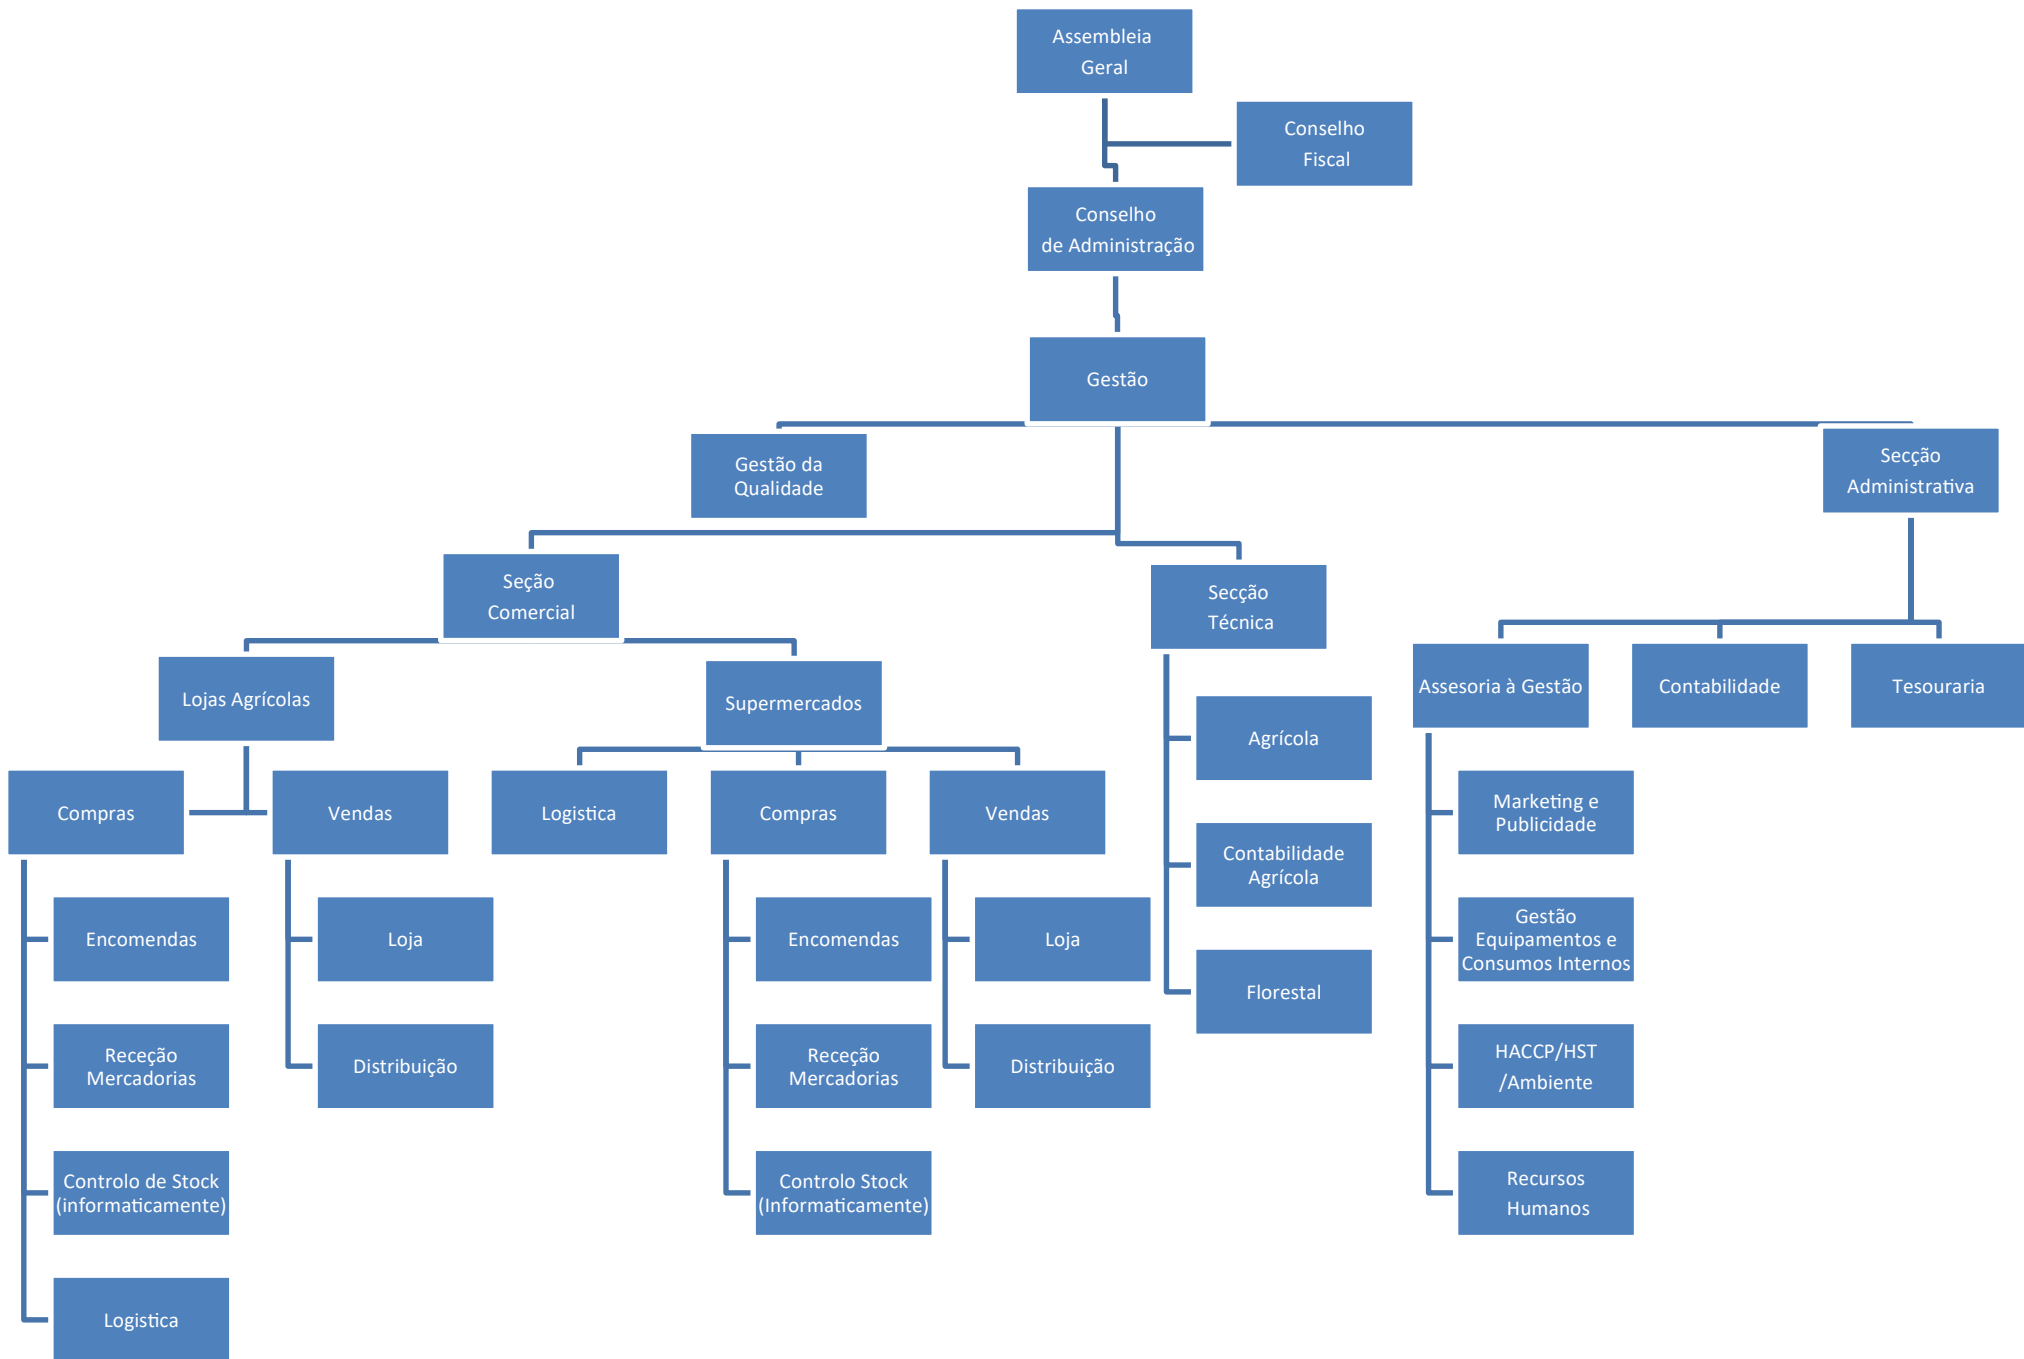 Assembleia
Geral
Conselho
Fiscal
Conselho
de Administração
Gestão
Gestão da
Qualidade
Secção
Administrativa
Seção
Comercial
Secção
Técnica
Lojas Agrícolas
Supermercados
Assesoria à Gestão
Contabilidade
Tesouraria
Compras
Vendas
Logistica
Compras
Vendas
Agrícola
Contabilidade
Agrícola
Florestal
Marketing e
Publicidade
Gestão
Equipamentos e
Consumos Internos
HACCP/HST
/Ambiente
Recursos
Humanos
Encomendas
Receção
Mercadorias
Controlo de Stock
(informaticamente)
Logistica
Loja
Distribuição
Encomendas
Receção
Mercadorias
Controlo Stock
(Informaticamente)
Loja
Distribuição